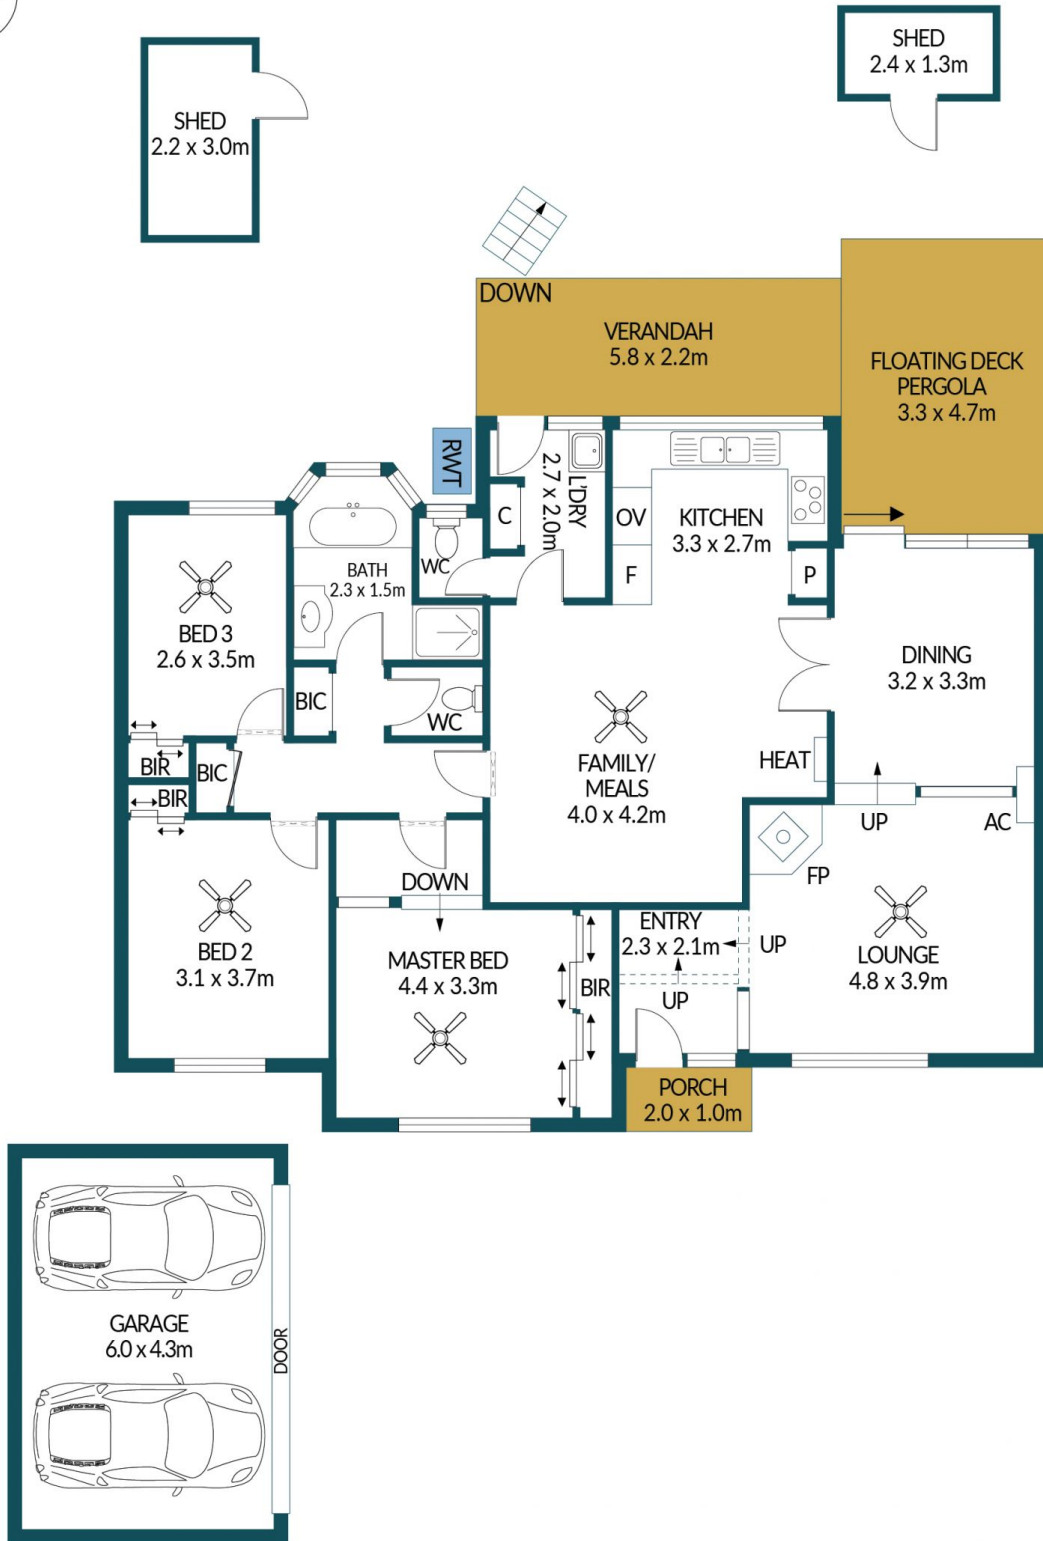 SHED
2.4 x 1.3m
SHED
2.2 x 3.0m
DOWN
VERANDAH
5.8 x 2.2m
FLOATING DECK
PERGOLA
3.3 x 4.7m
RWT
L'DRY
2.7 x 2.0m
C
OV
KITCHEN
3.3 x 2.7m
F
P
WC
BATH
2.3 x 1.5m
BED 3
2.6 x 3.5m
DINING
3.2 x 3.3m
BIC
WC
FAMILY/
MEALS
4.0 x 4.2m
HEAT
BIR
BIC
BIR
UP
AC
FP
DOWN
BED 2
3.1 x 3.7m
MASTER BED
4.4 x 3.3m
BIR
ENTRY
2.3 x 2.1m
UP
UP
LOUNGE
4.8 x 3.9m
PORCH
2.0 x 1.0m
GARAGE
6.0 x 4.3m
DOOR